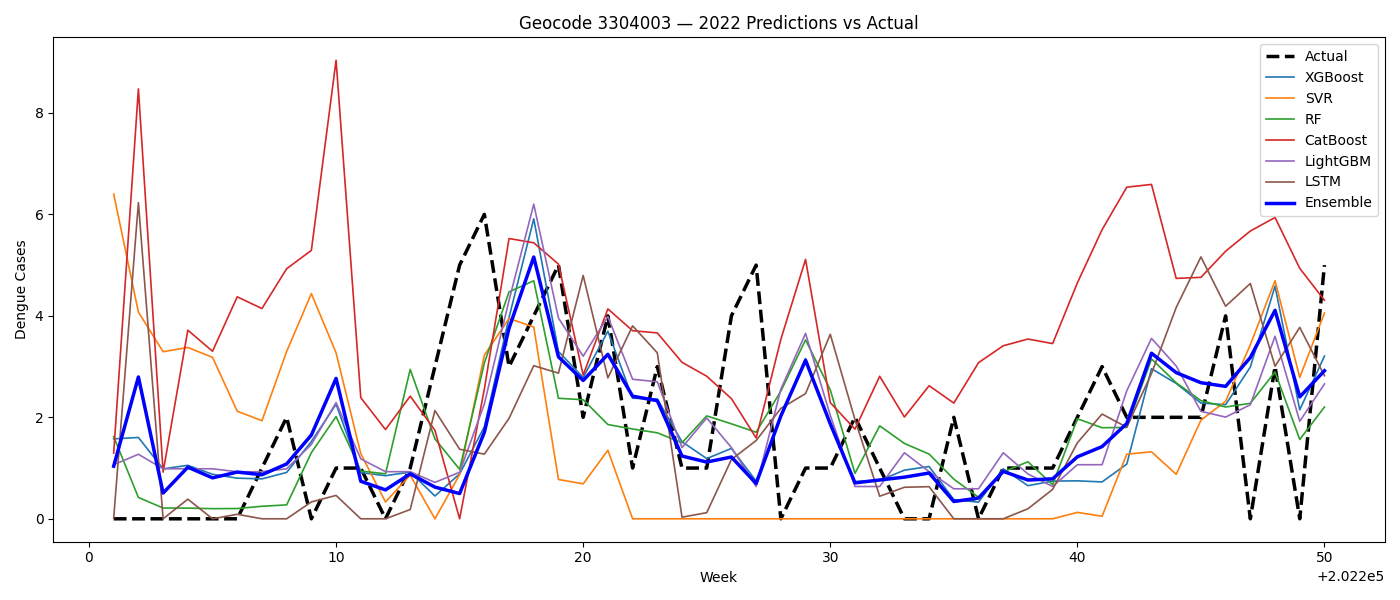 Geocode 3304003 — 2022 Predictions vs Actual
Dengue Cases
8
6
4
2
0
Actual
XGBoost
SVR
RF
CatBoost
LightGBM
LSTM
Ensemble
0 10 20 30 40 50
Week
+2.022e5